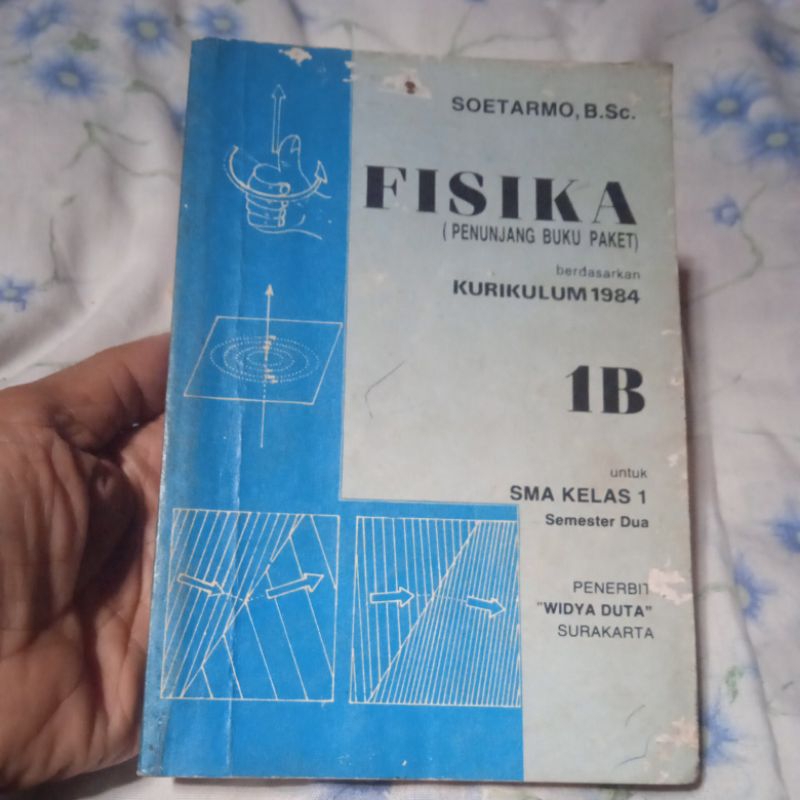 SOETARMO, B.Sc.
FISIKA
( PENUNJANG BUKU PAKET)
berdasarkan
KURIKULUM 1984
1B
untuk
SMA KELAS 1
Semester Dua
PENERBIT
"WIDYA DUTA"
SURAKARTA